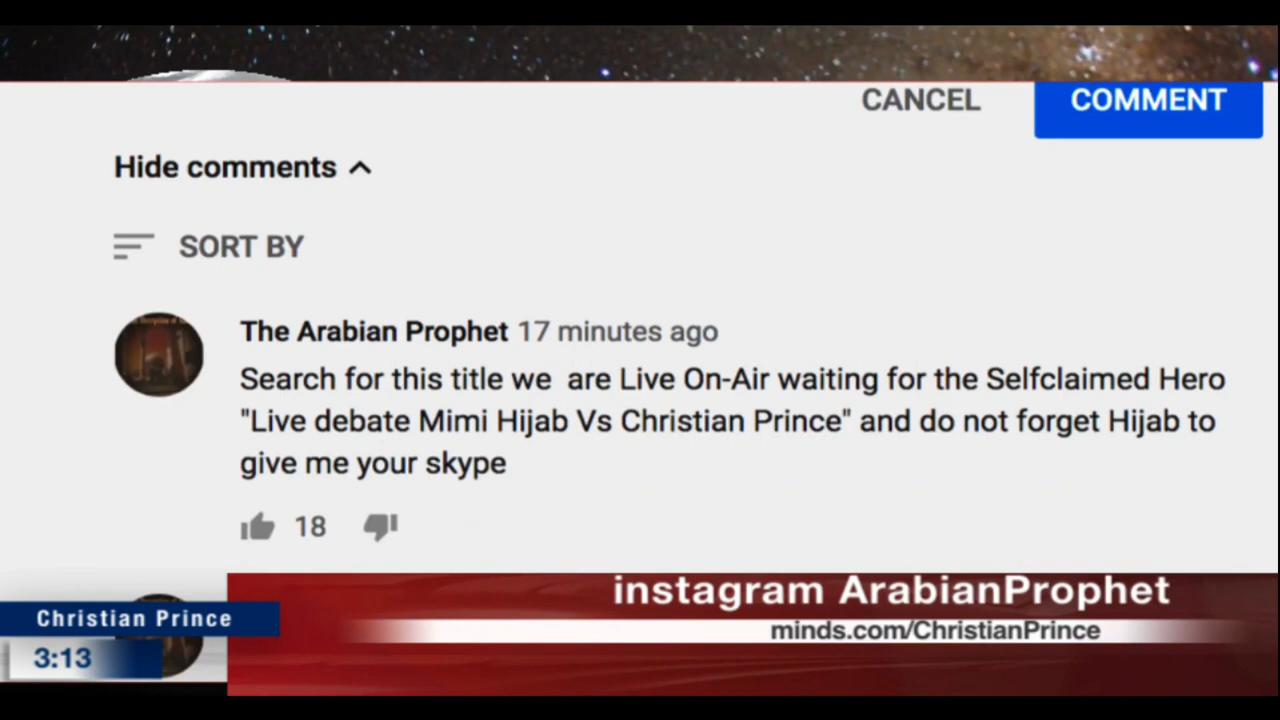 CANCEL COMMENT
Hide comments
SORT BY
The Arabian Prophet 17 minutes ago
Search for this title we are Live On-Air waiting for the Selfclaimed Hero
"Live debate Mimi Hijab Vs Christian Prince" and do not forget Hijab to
give me your skype
18
instagram ArabianProphet
Christian Prince
minds.com/ChristianPrince
3:13